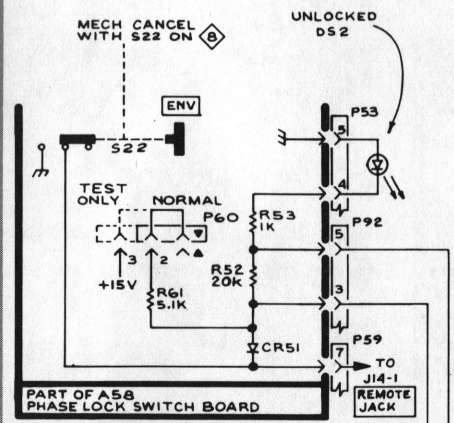 MECH CANCEL
WITH S22 ON 8
UNLOCKED
DS2
ENV
P53
5
S22
TEST
ONLY
NORMAL
P60
4
R53
1K
P92
5
3
2
+15V
R61
5.1K
R52
20K
3
CR51
P59
7
TO
J14-1
REMOTE
JACK
PART OF A58
PHASE LOCK SWITCH BOARD